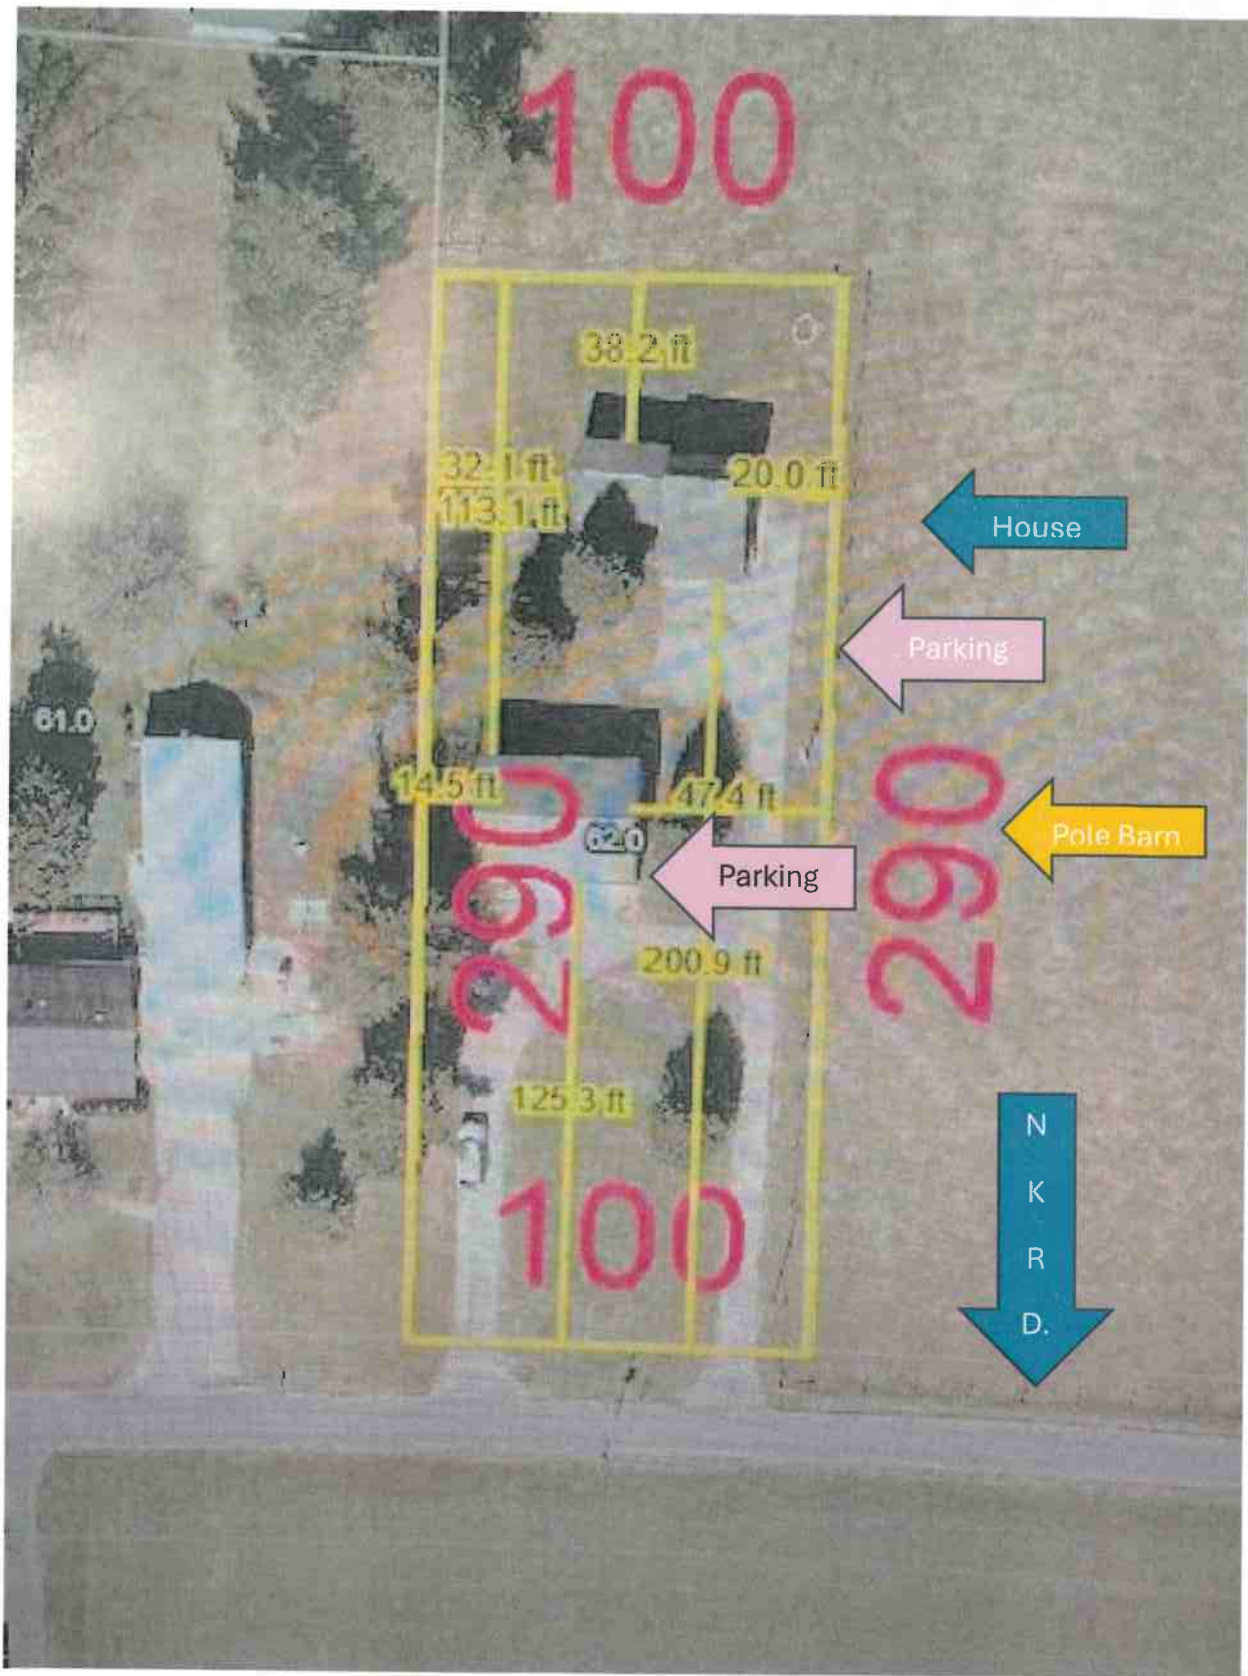 100
38.2 ft
32.1 ft
20.0 ft
113.1 ft
House
Parking
61.0
290
14.5 ft
47.4 ft
290
Pole Barn
62.0
Parking
200.9 ft
125.3 ft
N
K
R
D.
100